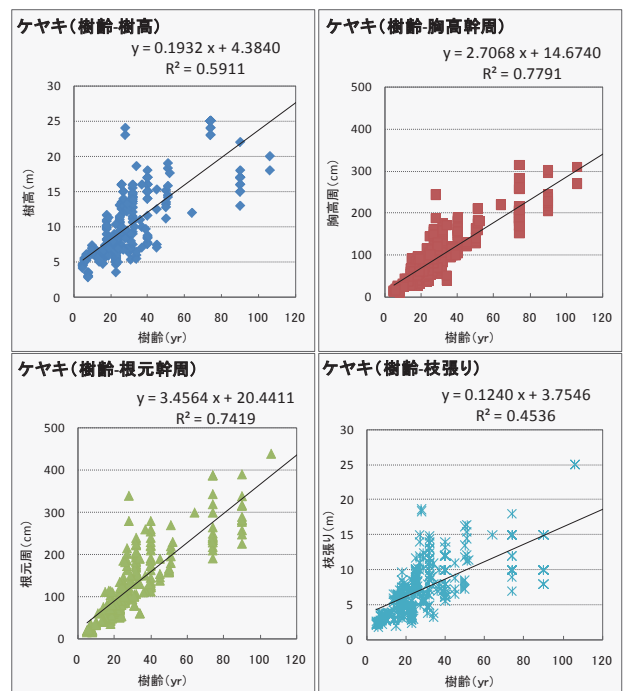 ケヤキ(樹齢-樹高)
y = 0.1932 x + 4.3840
R² = 0.5911
30
25
20
15
10
5
0
樹高(m)
0 20 40 60 80 100 120
樹齢(yr)
ケヤキ(樹齢-胸高幹周)
y = 2.7068 x + 14.6740
R² = 0.7791
500
400
300
200
100
0
胸高周(cm)
0 20 40 60 80 100 120
樹齢(yr)
ケヤキ(樹齢-根元幹周)
y = 3.4564 x + 20.4411
R² = 0.7419
500
400
300
200
100
0
根元周(cm)
0 20 40 60 80 100 120
樹齢(yr)
ケヤキ(樹齢-枝張り)
y = 0.1240 x + 3.7546
R² = 0.4536
30
25
20
15
10
5
0
枝張り(m)
0 20 40 60 80 100 120
樹齢(yr)